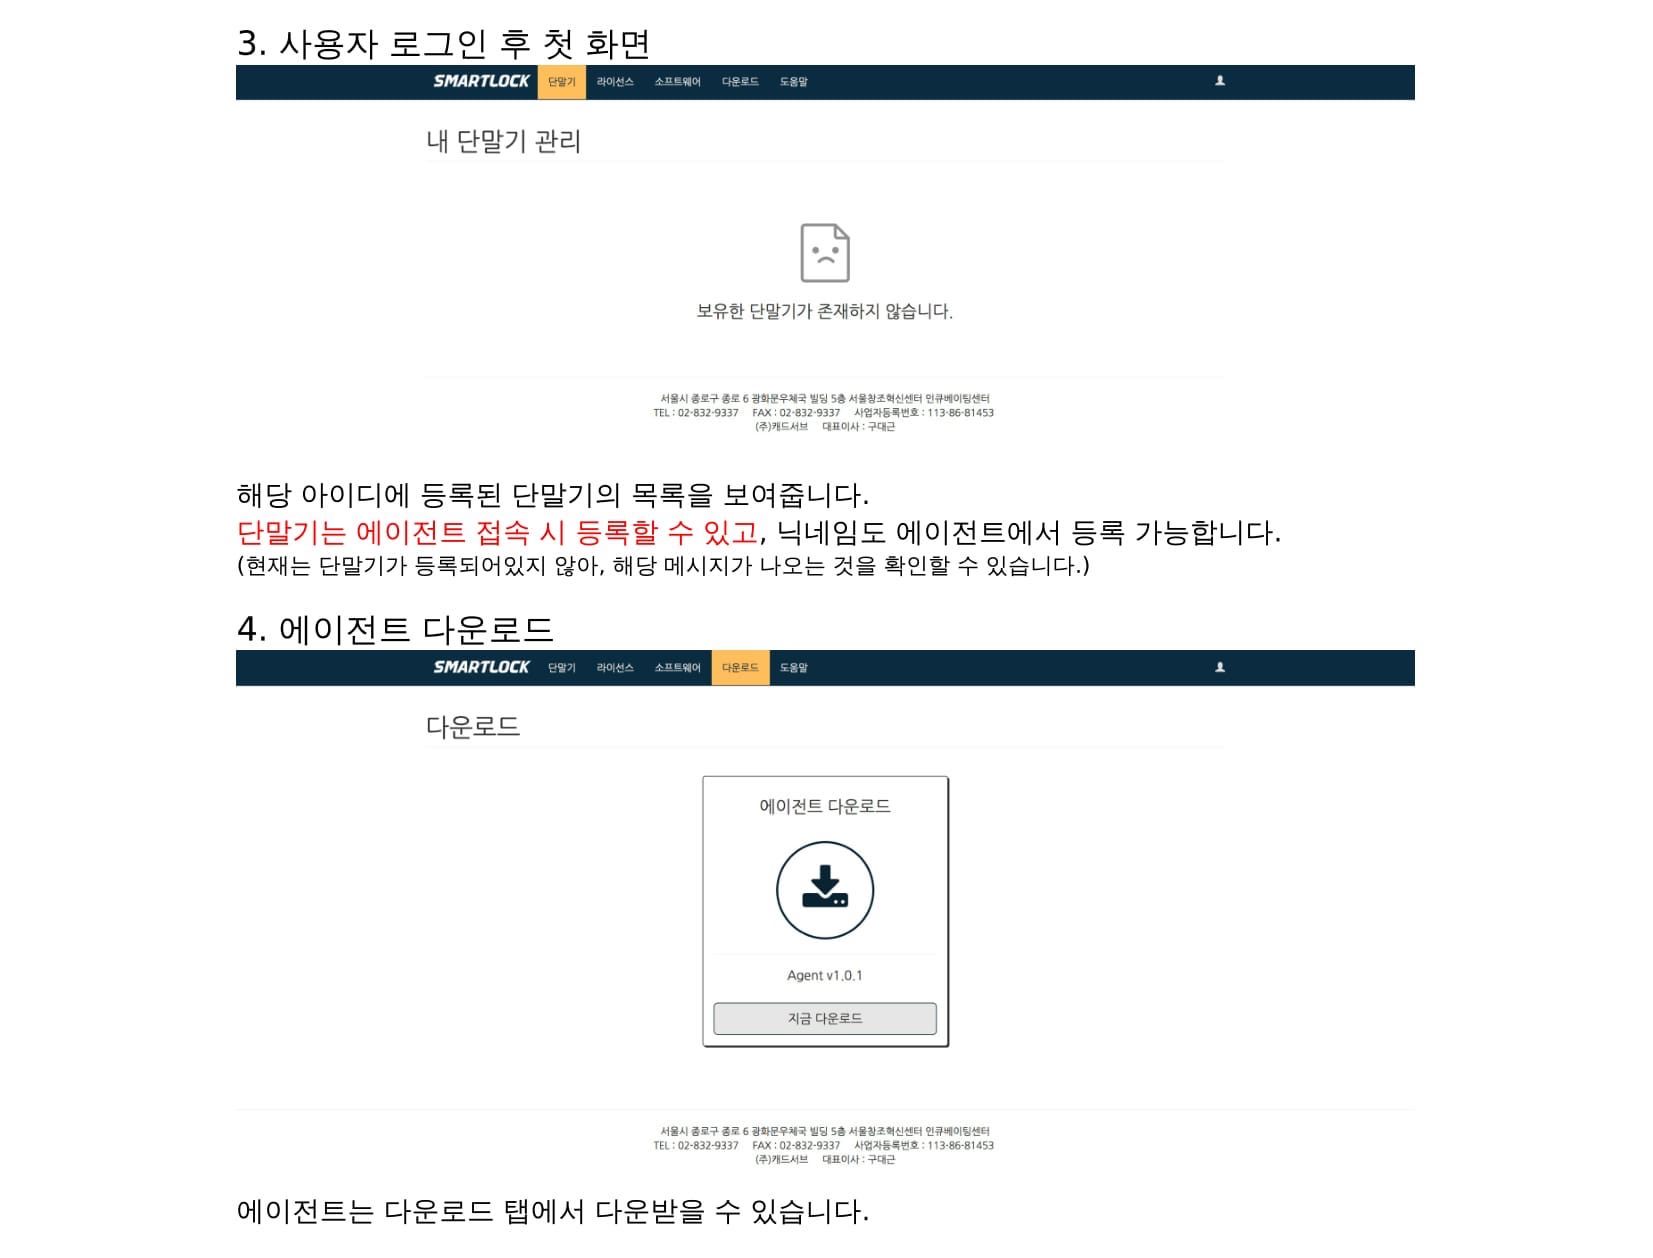 3. 사용자 로그인 후 첫 화면
SMARTLOCK 단말기 라이선스 소프트웨어 다운로드 도움말
내 단말기 관리
보유한 단말기가 존재하지 않습니다.
서울시 종로구 종로 6 광화문우체국 빌딩 5층 서울창조혁신센터 인큐베이팅센터
TEL : 02-832-9337 FAX : 02-832-9337 사업자등록번호 : 113-86-81453
(주)캐드서브 대표이사 : 구대근
해당 아이디에 등록된 단말기의 목록을 보여줍니다.
단말기는 에이전트 접속 시 등록할 수 있고, 닉네임도 에이전트에서 등록 가능합니다.
(현재는 단말기가 등록되어있지 않아, 해당 메시지가 나오는 것을 확인할 수 있습니다.)
4. 에이전트 다운로드
SMARTLOCK 단말기 라이선스 소프트웨어 다운로드 도움말
다운로드
에이전트 다운로드
Agent v1.0.1
지금 다운로드
서울시 종로구 종로 6 광화문우체국 빌딩 5층 서울창조혁신센터 인큐베이팅센터
TEL : 02-832-9337 FAX : 02-832-9337 사업자등록번호 : 113-86-81453
(주)캐드서브 대표이사 : 구대근
에이전트는 다운로드 탭에서 다운받을 수 있습니다.